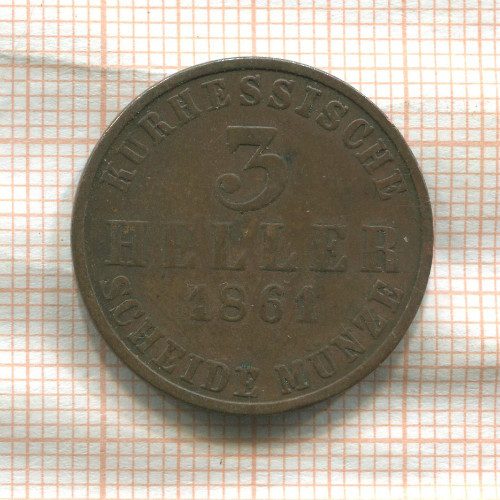 KURHESSISCHE
3
HELLER
1861
SCHEIDE MUNZE